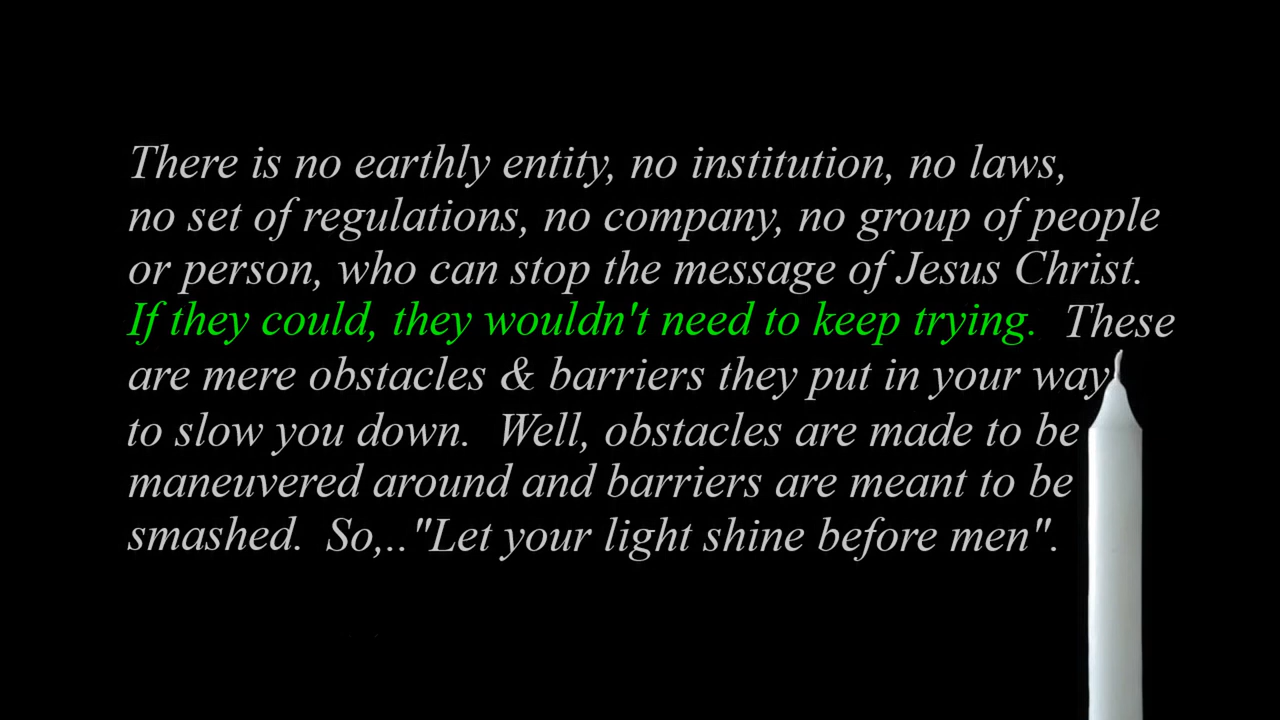 There is no earthly entity, no institution, no laws,
no set of regulations, no company, no group of people
or person, who can stop the message of Jesus Christ.
If they could, they wouldn't need to keep trying. These
are mere obstacles & barriers they put in your way
to slow you down. Well, obstacles are made to be
maneuvered around and barriers are meant to be
smashed. So,.."Let your light shine before men".